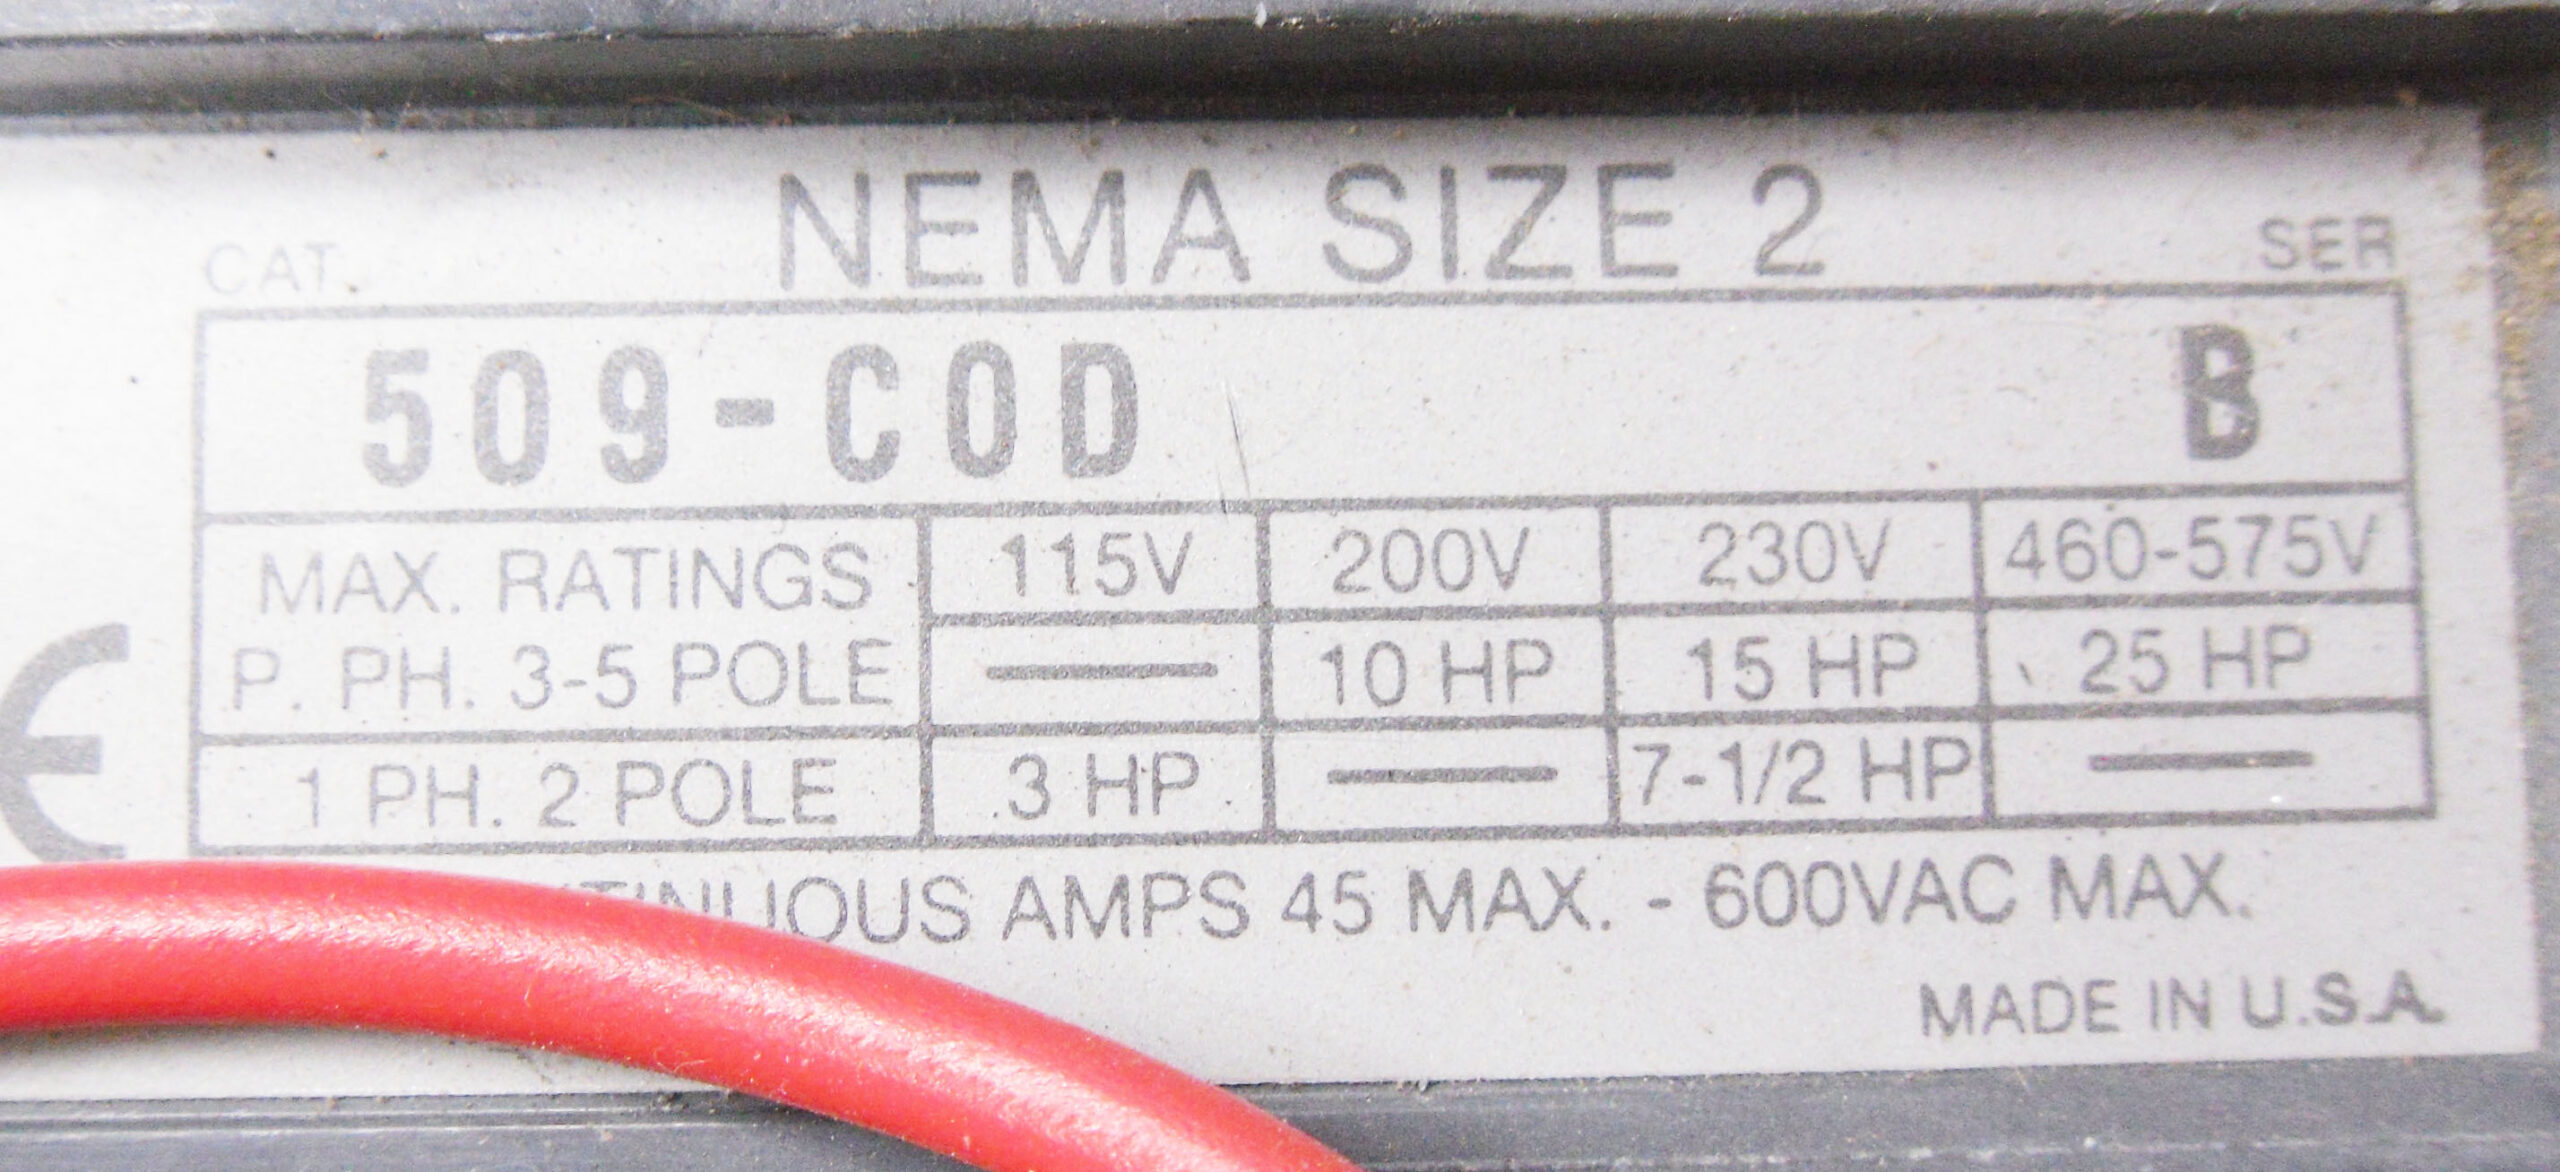 NEMA SIZE 2
CAT. SER
509-COD B
MAX. RATINGS 115V 200V 230V 460-575V
P. PH. 3-5 POLE — 10 HP 15 HP 25 HP
1 PH. 2 POLE 3 HP — 7-1/2 HP —
CE
TINUOUS AMPS 45 MAX. - 600VAC MAX.
MADE IN U.S.A.